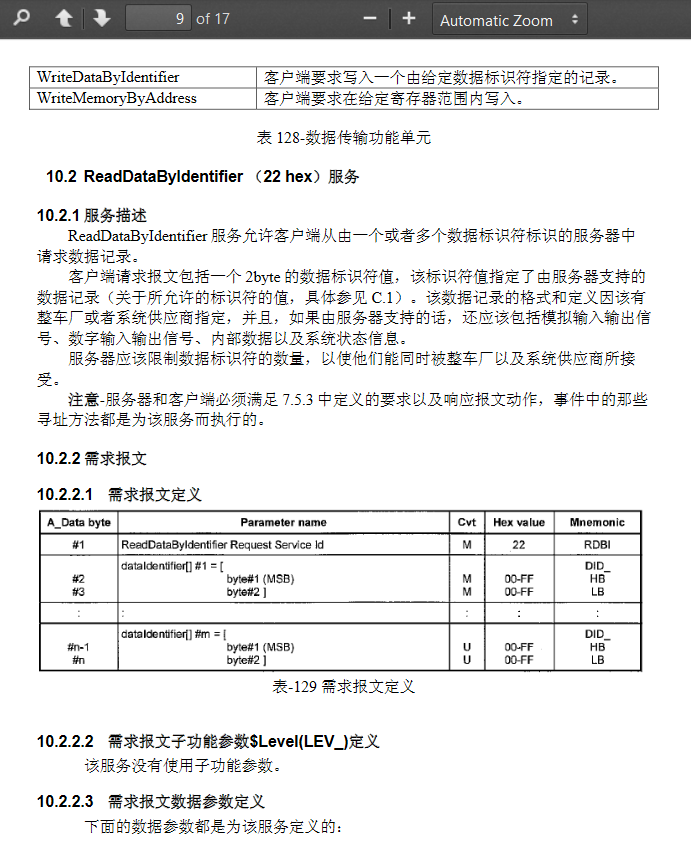 9 of 17
Automatic Zoom
WriteDataByIdentifier 客户端要求写入一个由给定数据标识符指定的记录。
WriteMemoryByAddress 客户端要求在给定寄存器范围内写入。
表 128-数据传输功能单元
10.2 ReadDataByIdentifier （22 hex）服务
10.2.1 服务描述
ReadDataByIdentifier 服务允许客户端从由一个或者多个数据标识符标识的服务器中
请求数据记录。
客户端请求报文包括一个 2byte 的数据标识符值，该标识符值指定了由服务器支持的
数据记录（关于所允许的标识符的值，具体参见 C.1）。该数据记录的格式和定义因该有
整车厂或者系统供应商指定，并且，如果由服务器支持的话，还应该包括模拟输入输出信
号、数字输入输出信号、内部数据以及系统状态信息。
服务器应该限制数据标识符的数量，以使他们能同时被整车厂以及系统供应商所接
受。
注意-服务器和客户端必须满足 7.5.3 中定义的要求以及响应报文动作，事件中的那些
寻址方法都是为该服务而执行的。
10.2.2 需求报文
10.2.2.1 需求报文定义
A_Data byte Parameter name Cvt Hex value Mnemonic
#1 ReadDataByIdentifier Request Service Id M 22 RDBI
dataIdentifier[] #1 = [ DID_
#2 byte#1 (MSB) M 00-FF HB
#3 byte#2 ] M 00-FF LB
: : : : :
dataIdentifier[] #m = [ DID_
#n-1 byte#1 (MSB) U 00-FF HB
#n byte#2 ] U 00-FF LB
表-129 需求报文定义
10.2.2.2 需求报文子功能参数$Level(LEV_)定义
该服务没有使用子功能参数。
10.2.2.3 需求报文数据参数定义
下面的数据参数都是为该服务定义的：